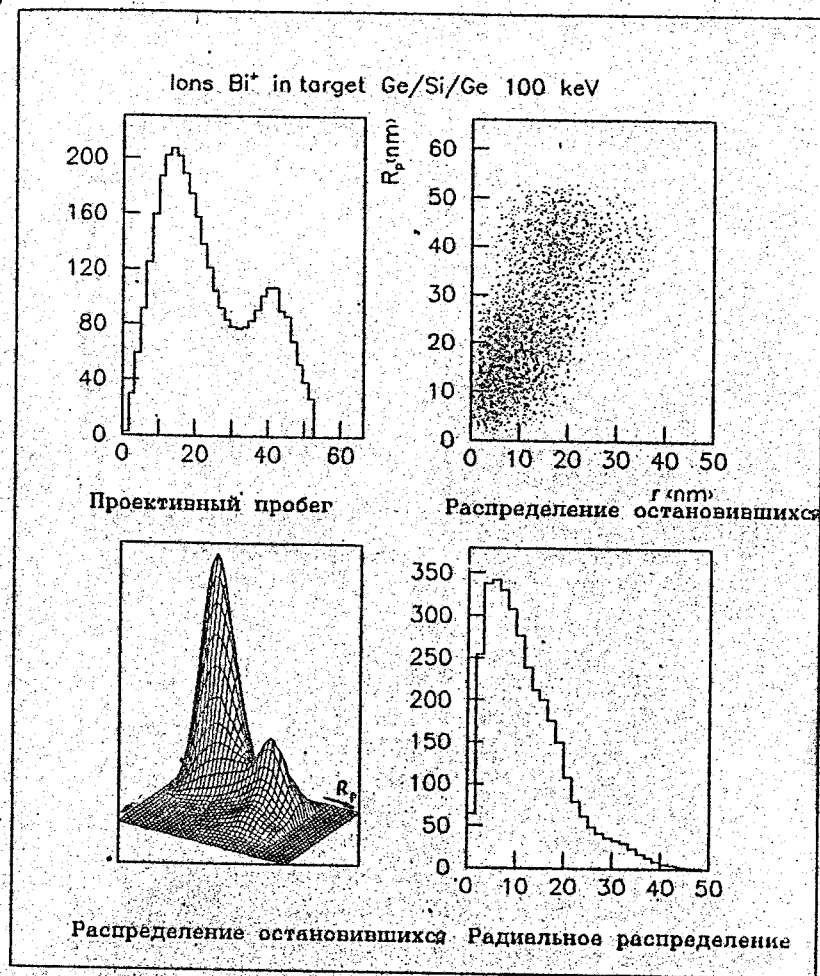 Ions Bi⁺ in target Ge/Si/Ge 100 keV
200
160
120
80
40
0
0 20 40 60
Проективный пробег
Rp (nm)
60
50
40
30
20
10
0
0 10 20 30 40 50
r (nm)
Распределение остановившихся
Rp
Распределение остановившихся
350
300
250
200
150
100
50
0
0 10 20 30 40 50
Радиальное распределение